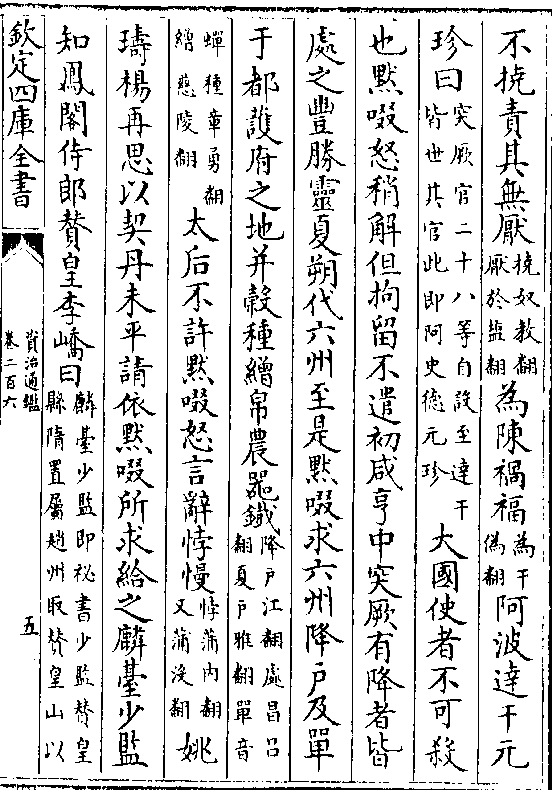 不撓責其無厭撓奴教翻厭於鹽翻為陳禍福為于偽翻阿波達干元
珍曰突厥官二十八等自設至達干皆世其官此即阿史德元珍大國使者不可殺
也默啜怒稍解但拘留不遣初咸亨中突厥有降者皆
處之豐勝靈夏朔代六州至是默啜求六州降戶及單
于都護府之地并穀種繒帛農器鐵降戶江翻處昌呂翻夏戶雅翻單音
蟬種章勇翻繒慈陵翻太后不許默啜怒言辭悖慢悖蒲内翻又蒲没翻姚
璹楊再思以契丹未平請依默啜所求給之麟臺少監
知鳳閣侍郎贊皇李嶠曰麟臺少監即祕書少監贊皇縣隋置屬趙州取贊皇山以
欽定四庫全書
資治通鑑
卷二百六
五